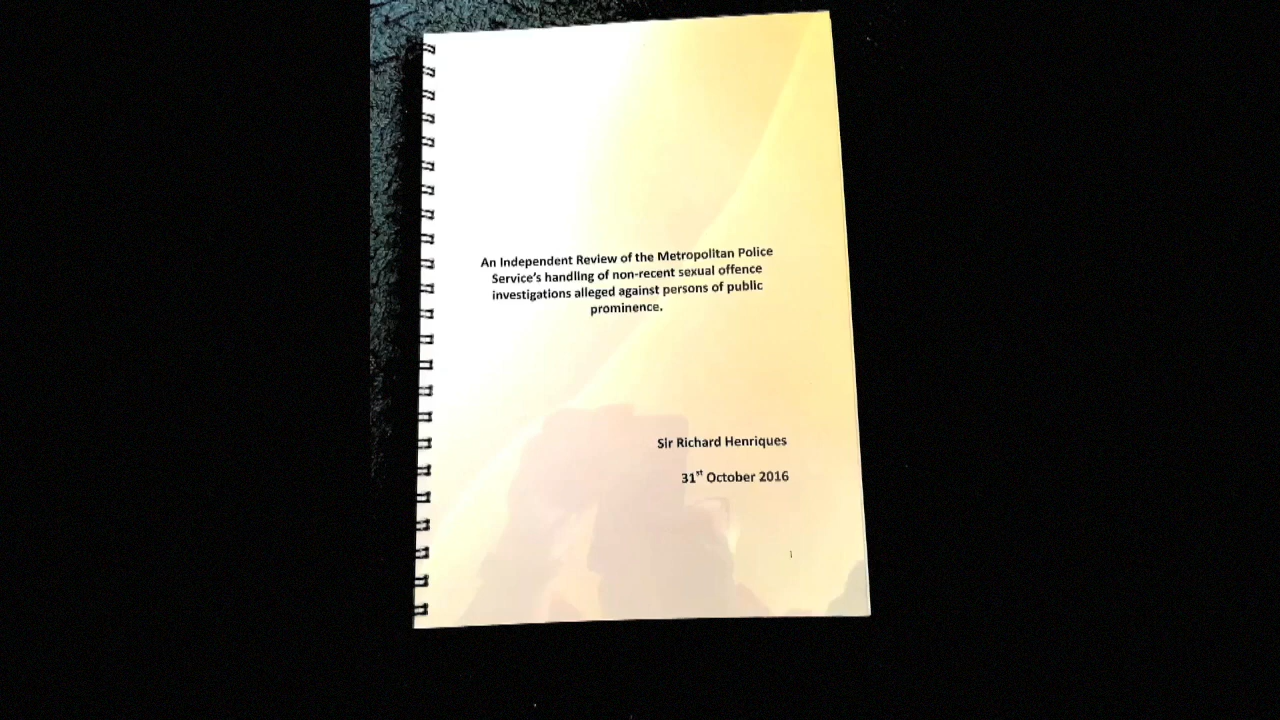 An Independent Review of the Metropolitan Police
Service's handling of non-recent sexual offence
investigations alleged against persons of public
prominence.
Sir Richard Henriques
31st October 2016
1